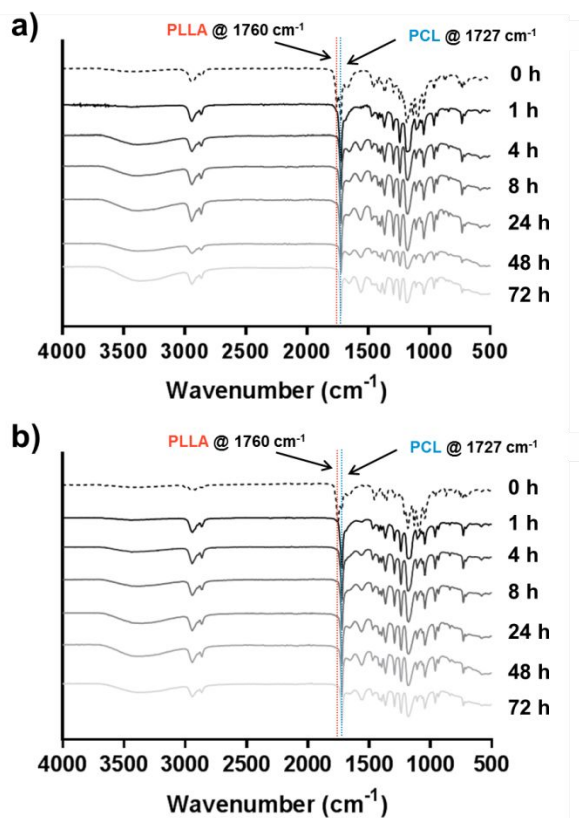 a)
PLLA @ 1760 cm⁻¹
PCL @ 1727 cm⁻¹
0 h
1 h
4 h
8 h
24 h
48 h
72 h
4000 3500 3000 2500 2000 1500 1000 500
Wavenumber (cm⁻¹)
b)
PLLA @ 1760 cm⁻¹
PCL @ 1727 cm⁻¹
0 h
1 h
4 h
8 h
24 h
48 h
72 h
4000 3500 3000 2500 2000 1500 1000 500
Wavenumber (cm⁻¹)